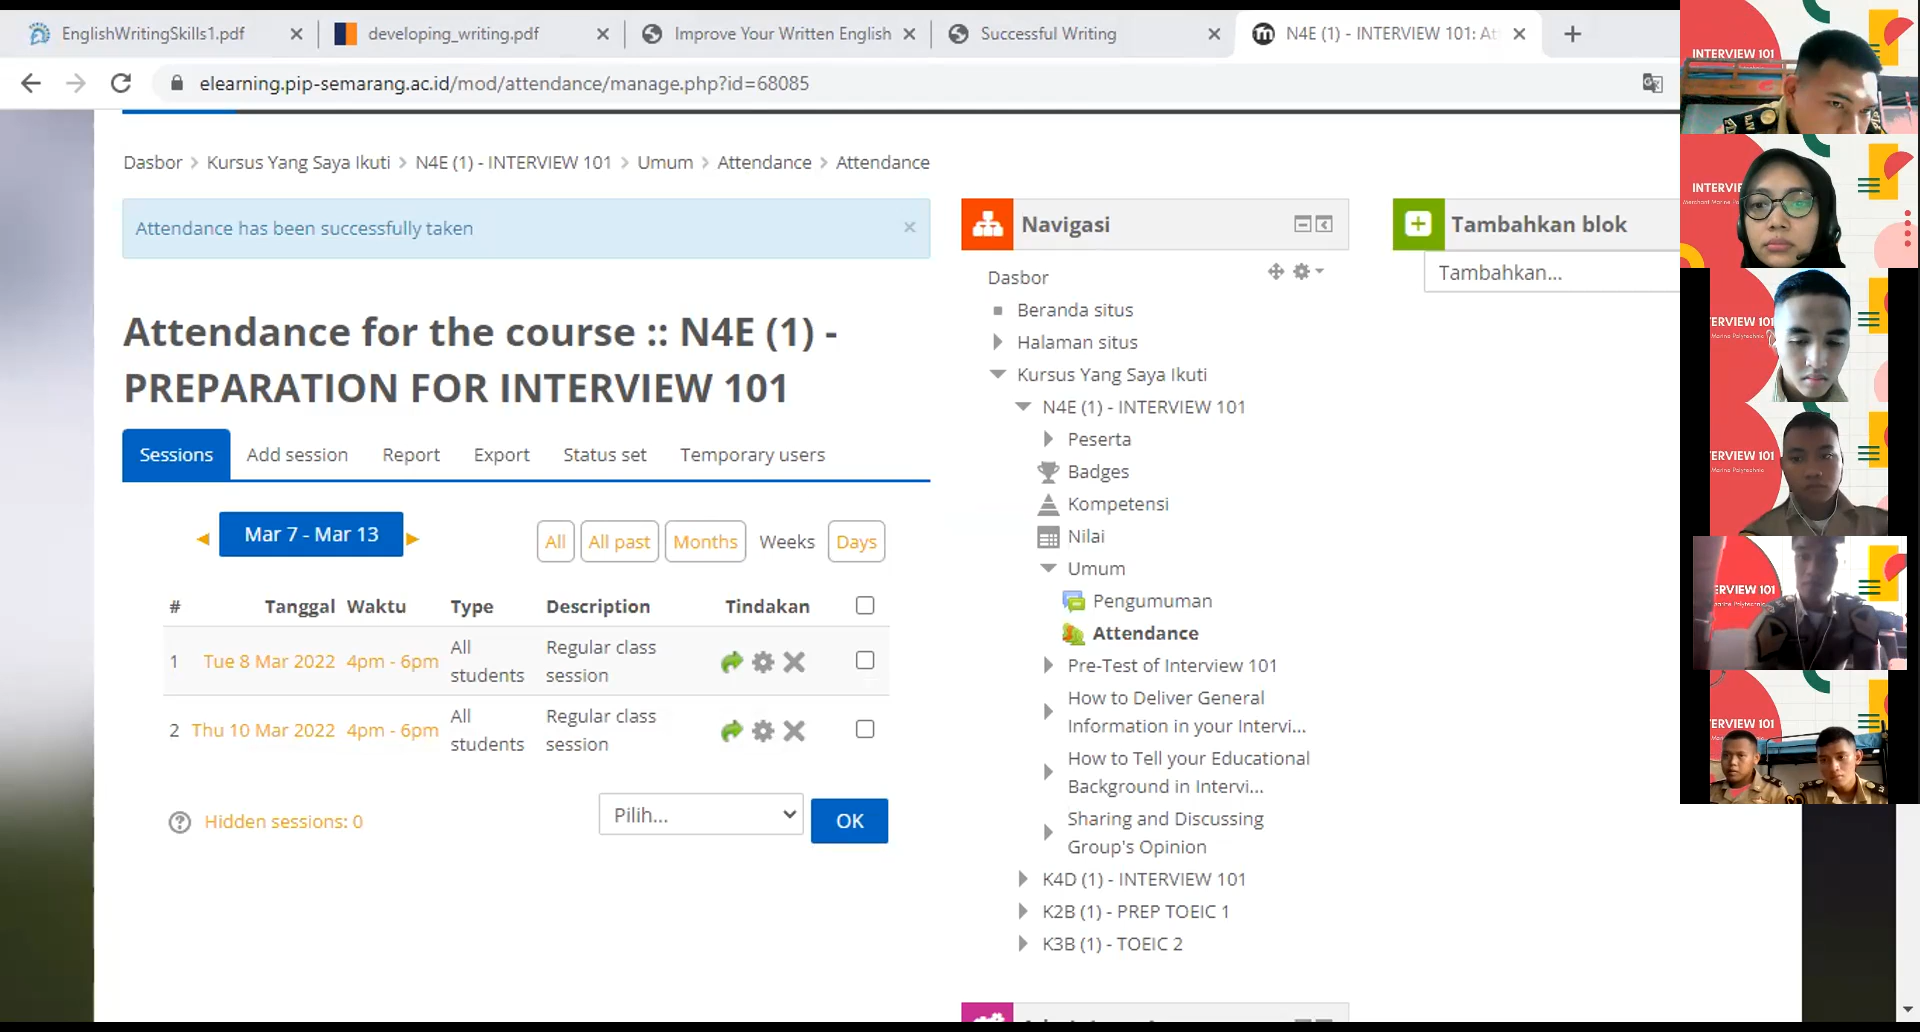 EnglishWritingSkills1.pdf
developing_writing.pdf
Improve Your Written English
Successful Writing
N4E (1) - INTERVIEW 101: At
elearning.pip-semarang.ac.id/mod/attendance/manage.php?id=68085
Dasbor > Kursus Yang Saya Ikuti > N4E (1) - INTERVIEW 101 > Umum > Attendance > Attendance
Attendance has been successfully taken
×
Attendance for the course :: N4E (1) -
PREPARATION FOR INTERVIEW 101
Sessions Add session Report Export Status set Temporary users
Mar 7 - Mar 13
All All past Months Weeks Days
# Tanggal Waktu Type Description Tindakan
1 Tue 8 Mar 2022 4pm - 6pm All students Regular class session
2 Thu 10 Mar 2022 4pm - 6pm All students Regular class session
Hidden sessions: 0
Pilih...
OK
Navigasi
Dasbor
Beranda situs
Halaman situs
Kursus Yang Saya Ikuti
N4E (1) - INTERVIEW 101
Peserta
Badges
Kompetensi
Nilai
Umum
Pengumuman
Attendance
Pre-Test of Interview 101
How to Deliver General
Information in your Intervi...
How to Tell your Educational
Background in Intervi...
Sharing and Discussing
Group's Opinion
K4D (1) - INTERVIEW 101
K2B (1) - PREP TOEIC 1
K3B (1) - TOEIC 2
Tambahkan blok
Tambahkan...
INTERVIEW 101
INTERVIE
ERVIEW 101
ERVIEW 101
ERVIEW 101
ERVIEW 101